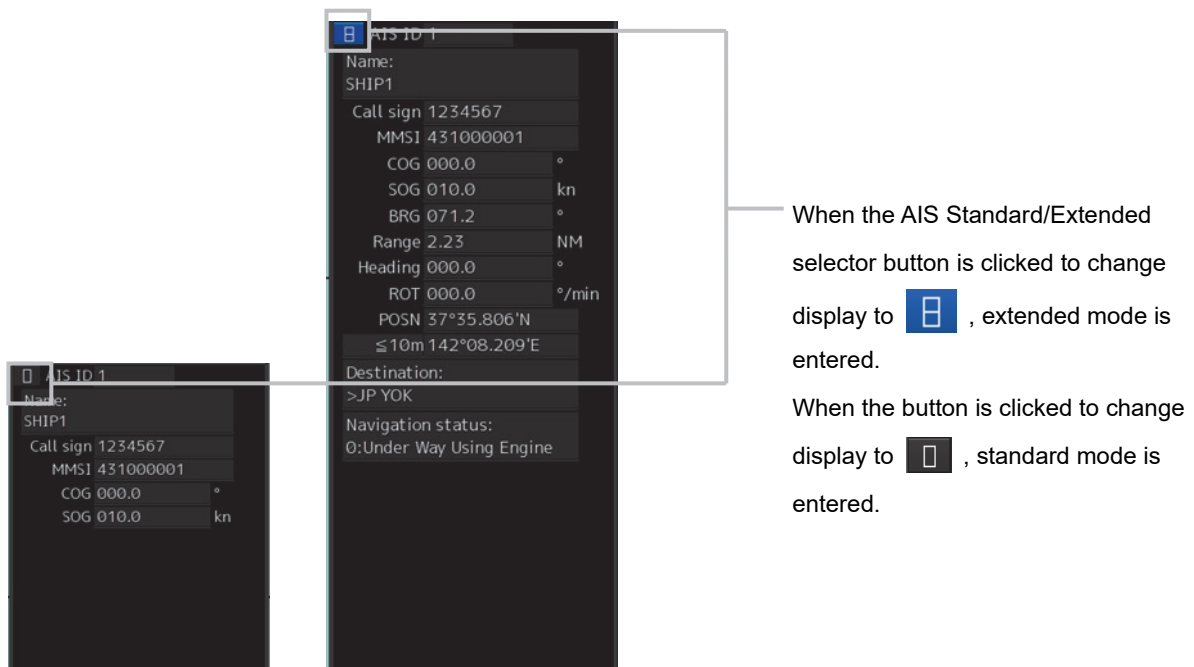 AIS ID 1
Name:
SHIP1
Call sign 1234567
MMSI 431000001
COG 000.0 °
SOG 010.0 kn
AIS ID 1
Name:
SHIP1
Call sign 1234567
MMSI 431000001
COG 000.0 °
SOG 010.0 kn
BRG 071.2 °
Range 2.23 NM
Heading 000.0 °
ROT 000.0 °/min
POSN 37°35.806'N
≦10m 142°08.209'E
Destination:
>JP YOK
Navigation status:
0:Under Way Using Engine
When the AIS Standard/Extended
selector button is clicked to change
display to , extended mode is
entered.
When the button is clicked to change
display to , standard mode is
entered.